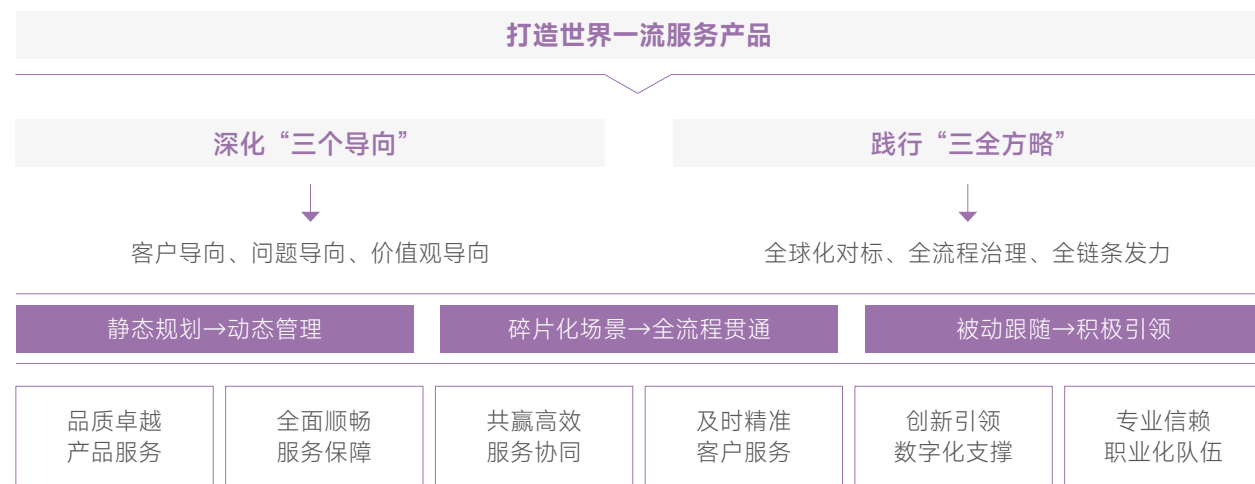 打造世界一流服务产品
深化“三个导向”
践行“三全方略”
客户导向、问题导向、价值观导向
全球化对标、全流程治理、全链条发力
静态规划→动态管理
碎片化场景→全流程贯通
被动跟随→积极引领
品质卓越
产品服务
全面顺畅
服务保障
共赢高效
服务协同
及时精准
客户服务
创新引领
数字化支撑
专业信赖
职业化队伍